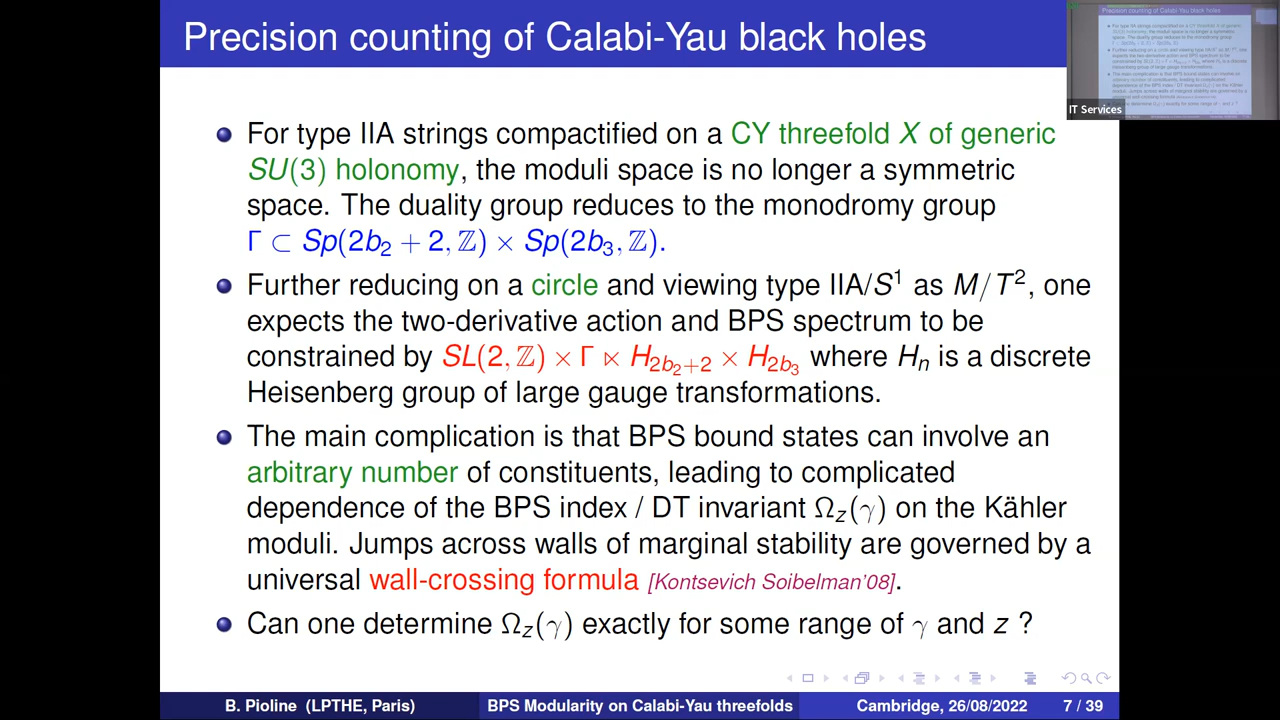 Precision counting of Calabi-Yau black holes
IT Services
For type IIA strings compactified on a CY threefold X of generic
SU(3) holonomy, the moduli space is no longer a symmetric
space. The duality group reduces to the monodromy group
Γ ⊂ Sp(2b₂ + 2, ℤ) × Sp(2b₃, ℤ).
Further reducing on a circle and viewing type IIA/S¹ as M/T², one
expects the two-derivative action and BPS spectrum to be
constrained by SL(2, ℤ) × Γ ⋉ H_{2b₂+2} × H_{2b₃} where Hₙ is a discrete
Heisenberg group of large gauge transformations.
The main complication is that BPS bound states can involve an
arbitrary number of constituents, leading to complicated
dependence of the BPS index / DT invariant Ω_z(γ) on the Kähler
moduli. Jumps across walls of marginal stability are governed by a
universal wall-crossing formula [Kontsevich Soibelman'08].
Can one determine Ω_z(γ) exactly for some range of γ and z ?
B. Pioline (LPTHE, Paris) BPS Modularity on Calabi-Yau threefolds Cambridge, 26/08/2022 7 / 39